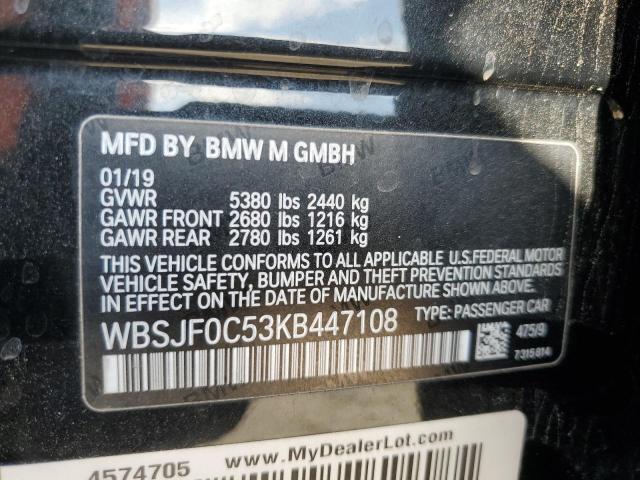 MFD BY BMW M GMBH
01/19
GVWR 5380 lbs 2440 kg
GAWR FRONT 2680 lbs 1216 kg
GAWR REAR 2780 lbs 1261 kg
THIS VEHICLE CONFORMS TO ALL APPLICABLE U.S.FEDERAL MOTOR
VEHICLE SAFETY, BUMPER AND THEFT PREVENTION STANDARDS
IN EFFECT ON THE DATE OF MANUFACTURE SHOWN ABOVE.
WBSJF0C53KB447108 TYPE: PASSENGER CAR
475/9
7315814
4574705 www.MyDealerLot.com